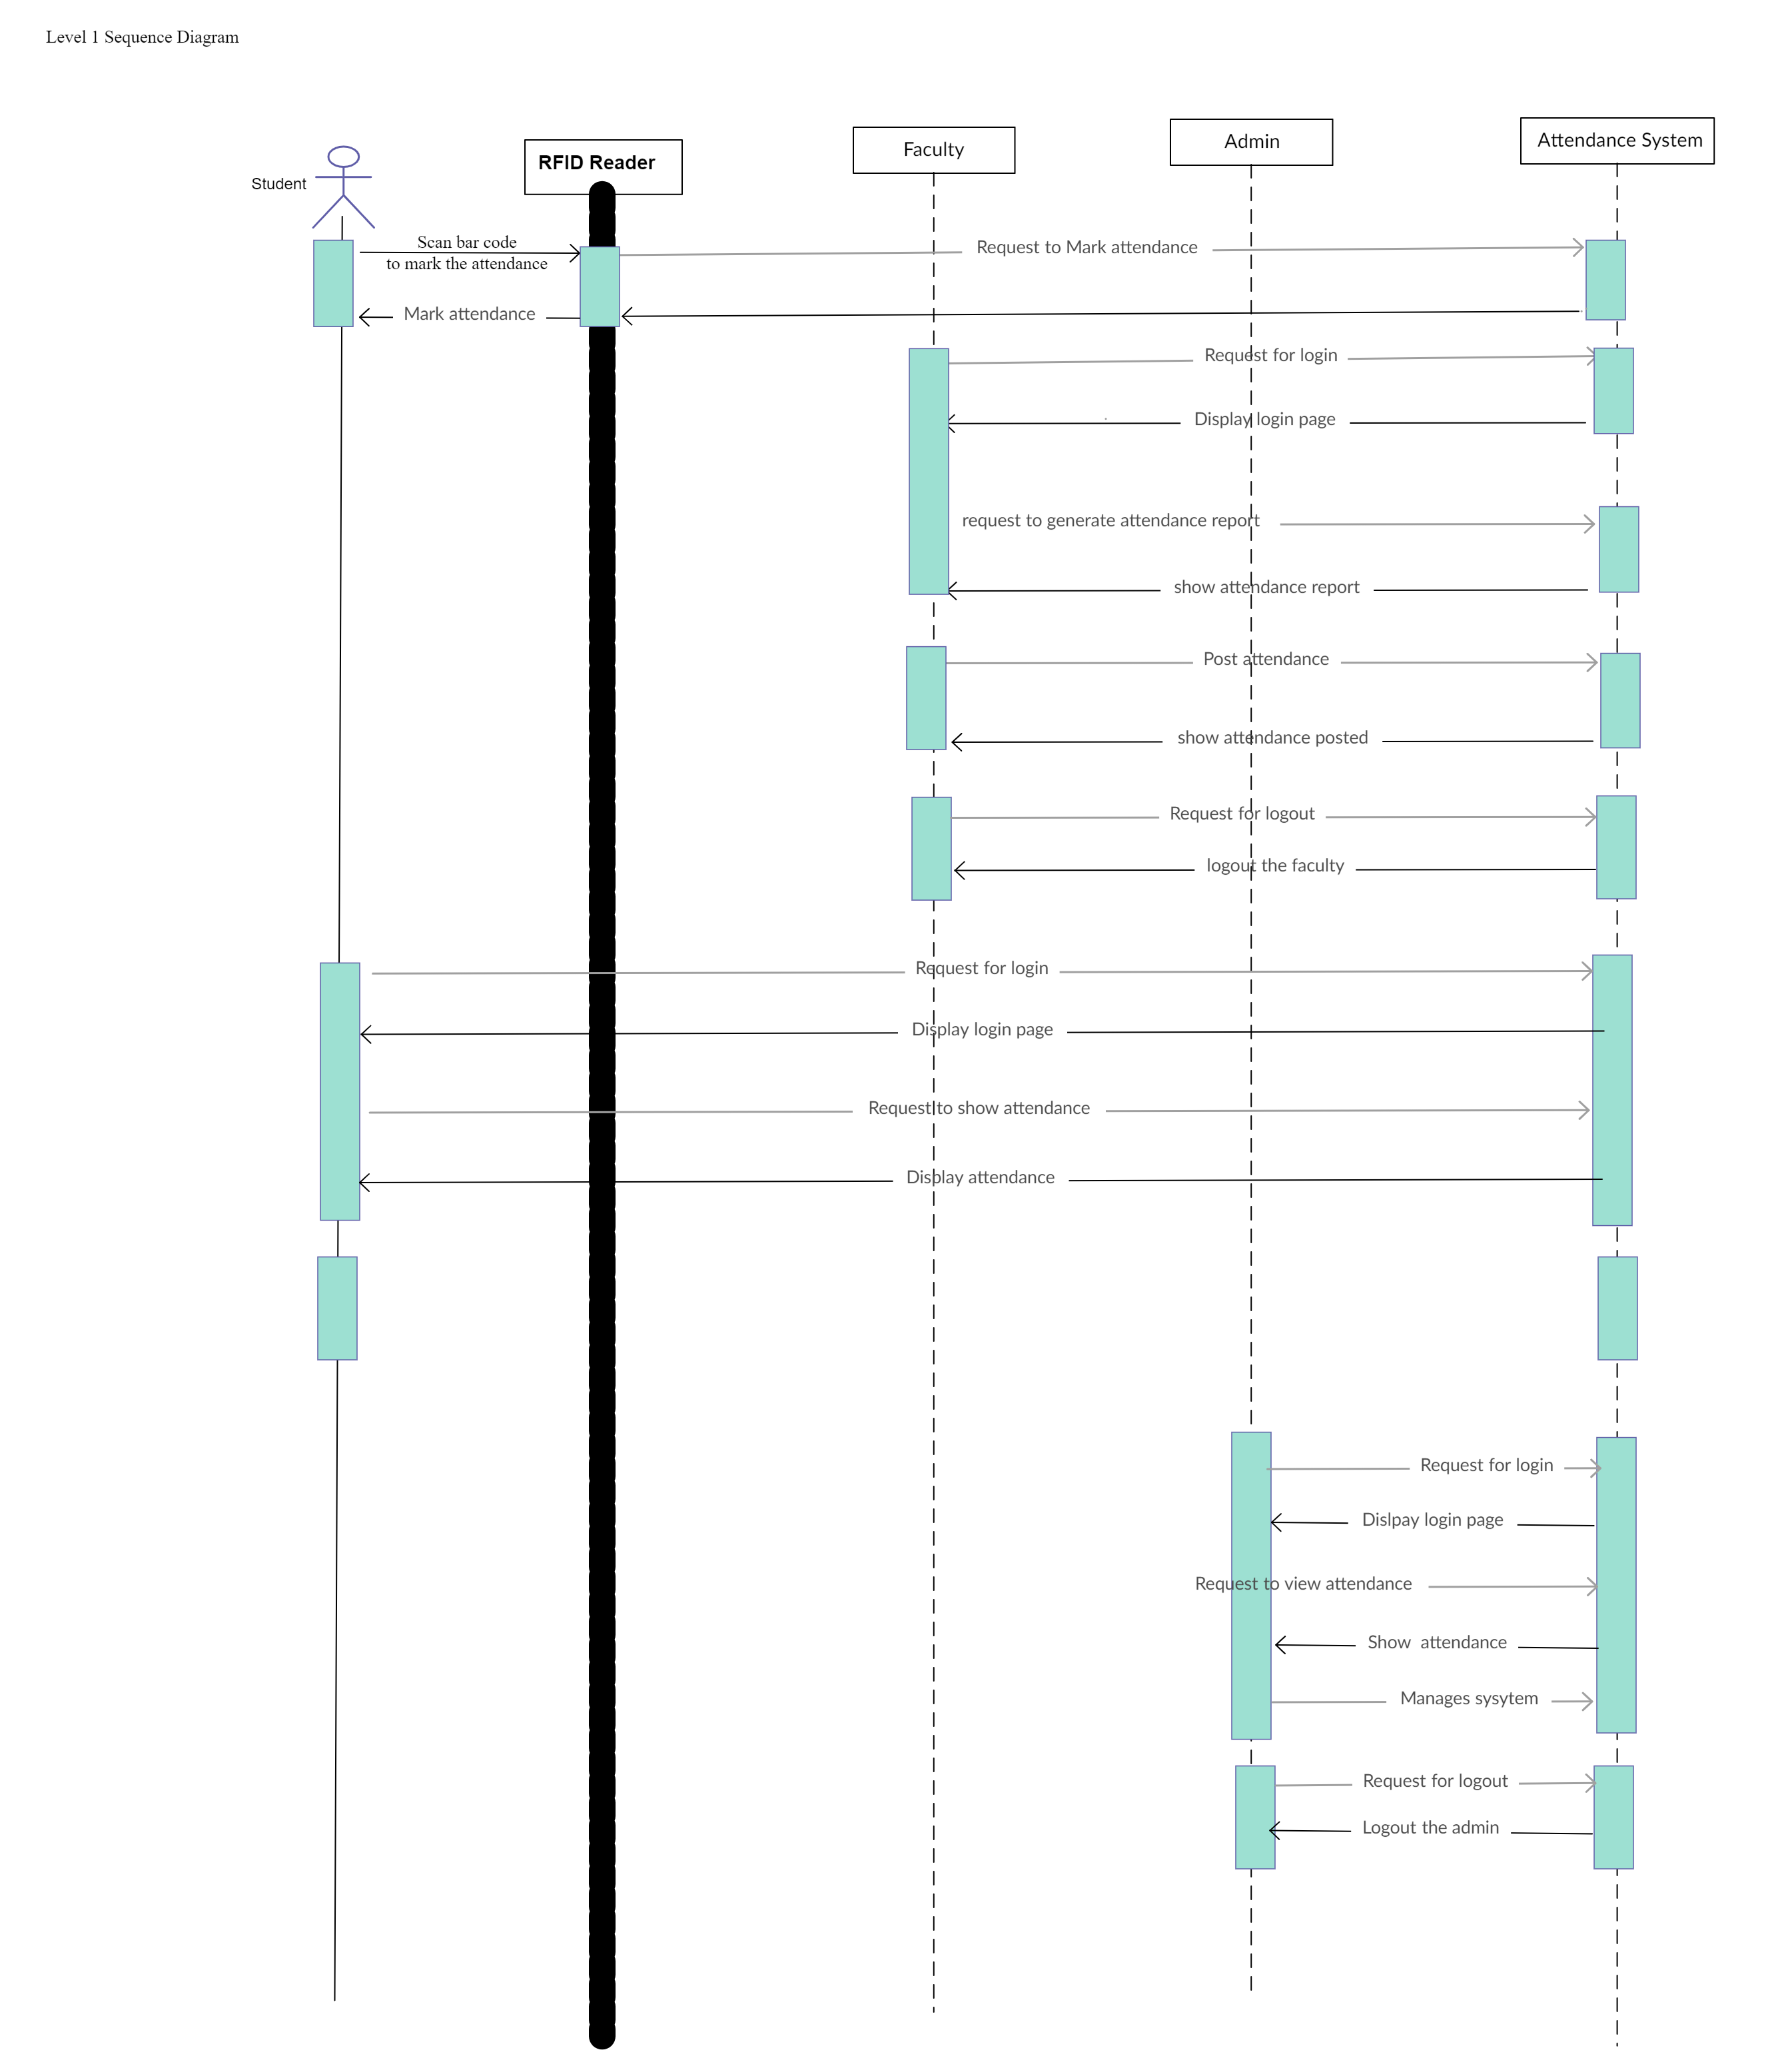 Level 1 Sequence Diagram
Student
RFID Reader
Faculty
Admin
Attendance System
Scan bar code
to mark the attendance
Request to Mark attendance
Mark attendance
Request for login
Display login page
request to generate attendance report
show attendance report
Post attendance
show attendance posted
Request for logout
logout the faculty
Request for login
Display login page
Request to show attendance
Display attendance
Request for login
Dislpay login page
Request to view attendance
Show attendance
Manages sysytem
Request for logout
Logout the admin